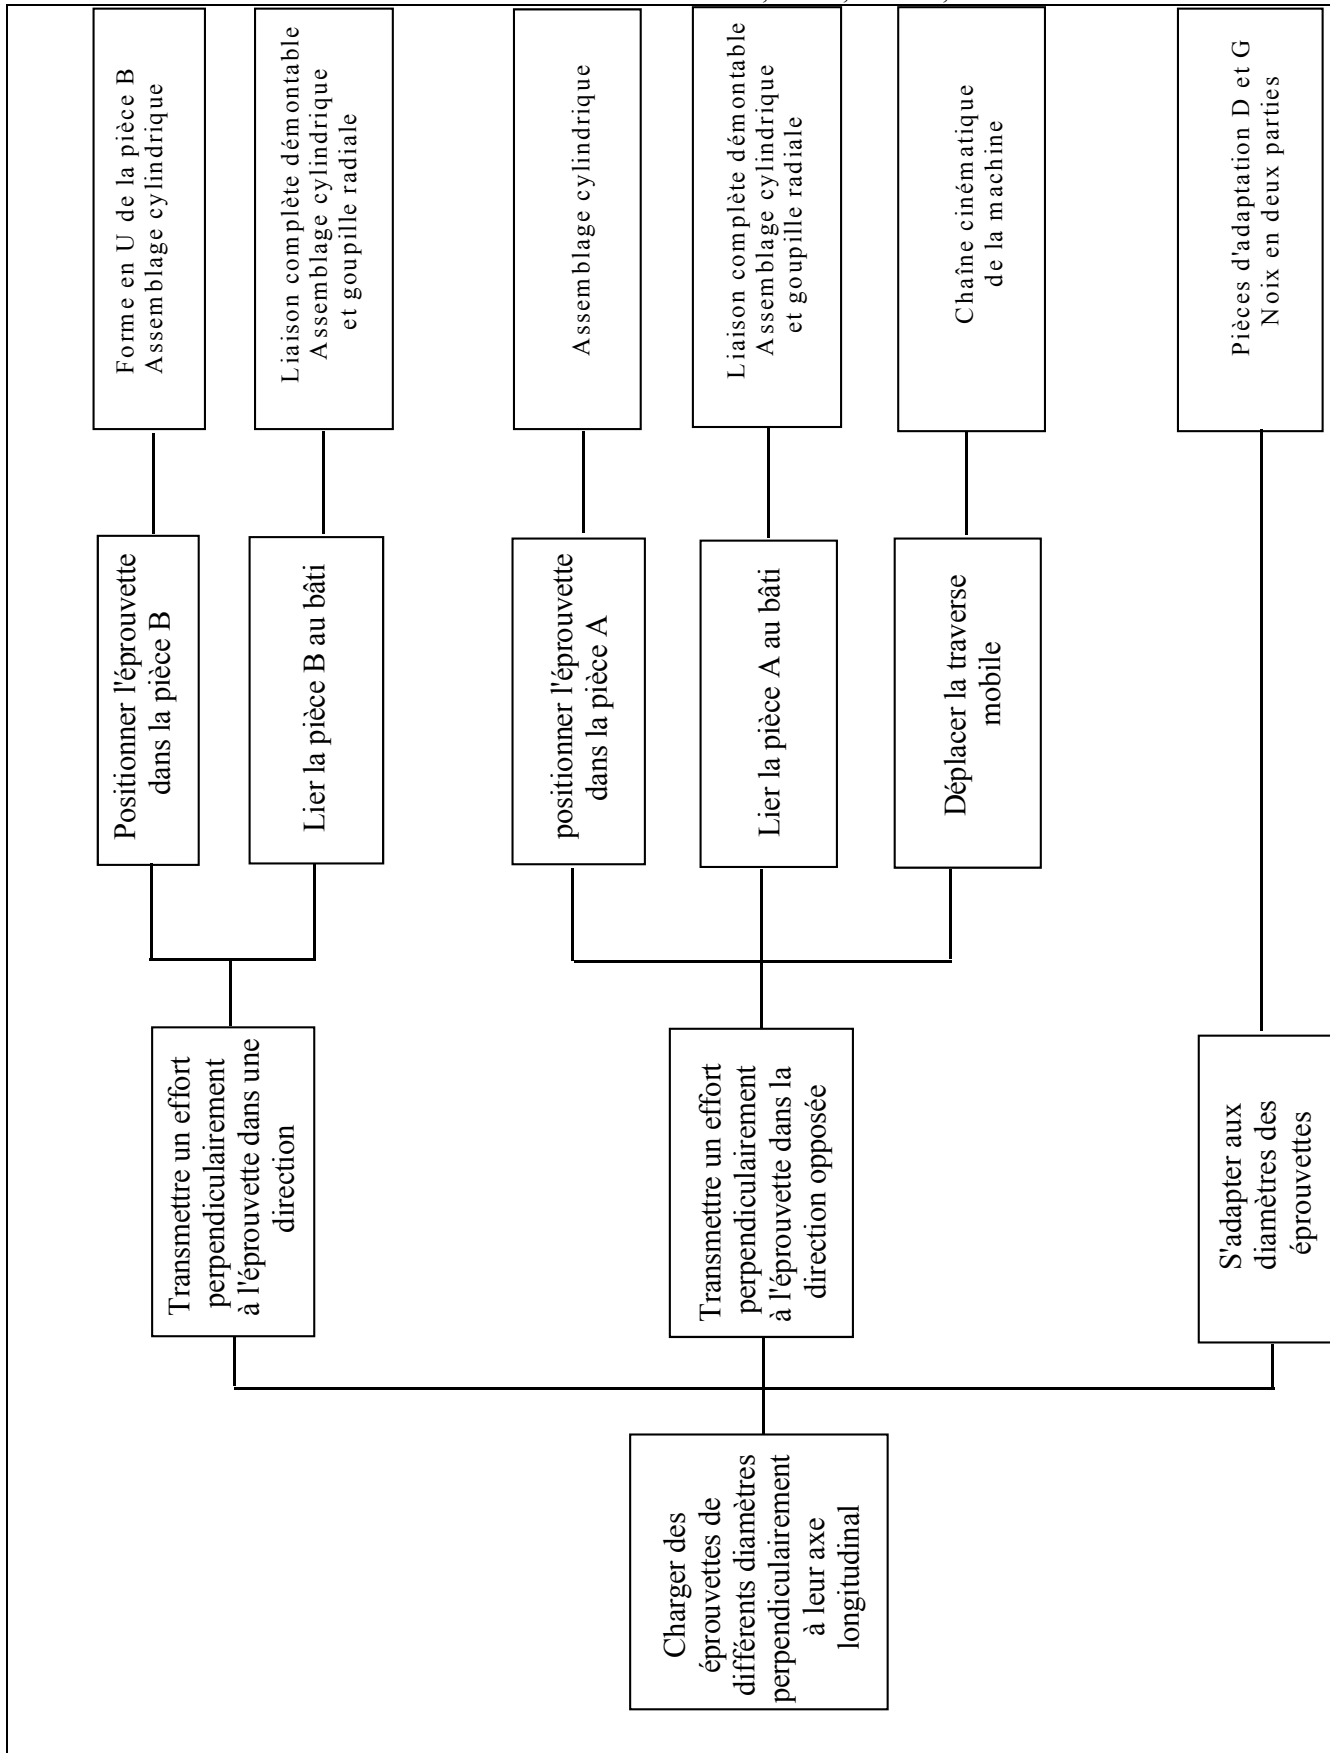 Charger des
éprouvettes de
différents diamètres
perpendiculairement
à leur axe
longitudinal
Transmettre un effort
perpendiculairement
à l'éprouvette dans une
direction
Positionner l'éprouvette
dans la pièce B
Forme en U de la pièce B
Assemblage cylindrique
Lier la pièce B au bâti
Liaison complète démontable
Assemblage cylindrique
et goupille radiale
Transmettre un effort
perpendiculairement
à l'éprouvette dans la
direction opposée
positionner l'éprouvette
dans la pièce A
Assemblage cylindrique
Lier la pièce A au bâti
Liaison complète démontable
Assemblage cylindrique
et goupille radiale
Déplacer la traverse
mobile
Chaîne cinématique
de la machine
S'adapter aux
diamètres des
éprouvettes
Pièces d'adaptation D et G
Noix en deux parties